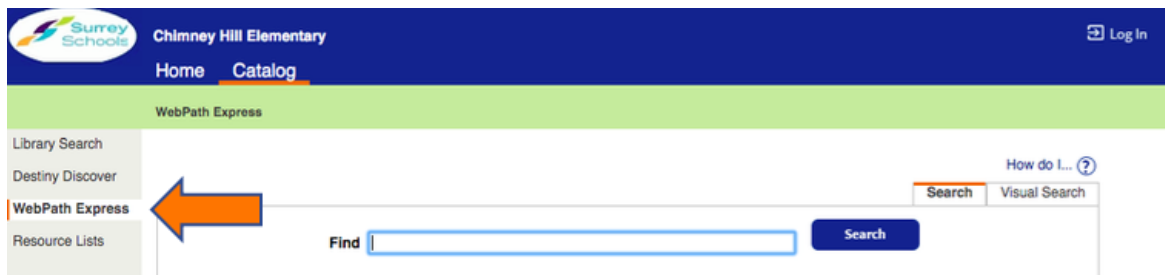 Surrey
Schools
Chimney Hill Elementary
Log In
Home Catalog
WebPath Express
Library Search
Destiny Discover
WebPath Express
Resource Lists
How do I... ?
Search Visual Search
Find Search